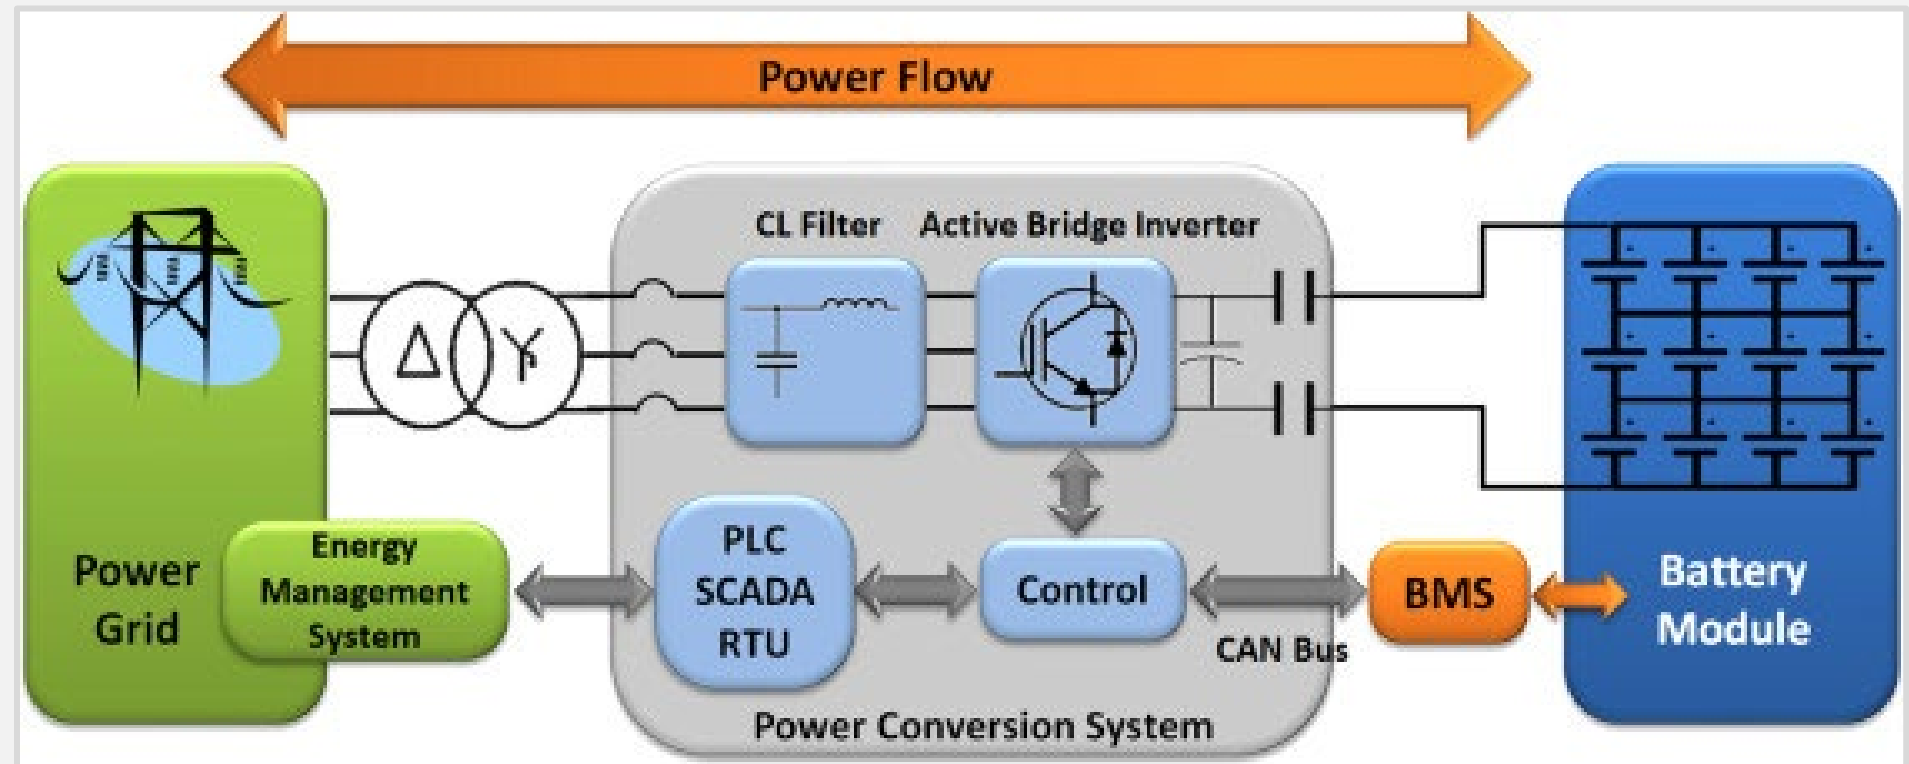 Power Flow
CL Filter
Active Bridge Inverter
Δ
Y
Power
Grid
Energy
Management
System
PLC
SCADA
RTU
Control
CAN Bus
BMS
Battery
Module
Power Conversion System